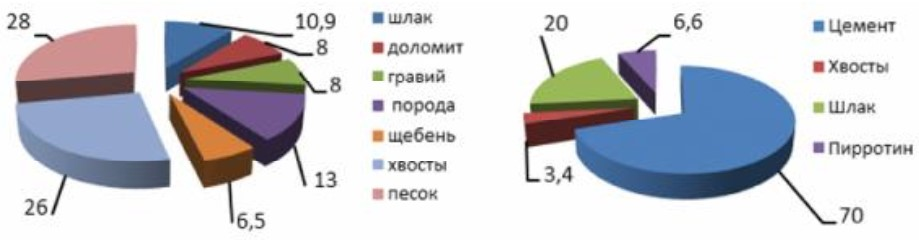 28
10,9
8
8
13
6,5
26
шлак
доломит
гравий
порода
щебень
хвосты
песок
20
6,6
3,4
70
Цемент
Хвосты
Шлак
Пирротин